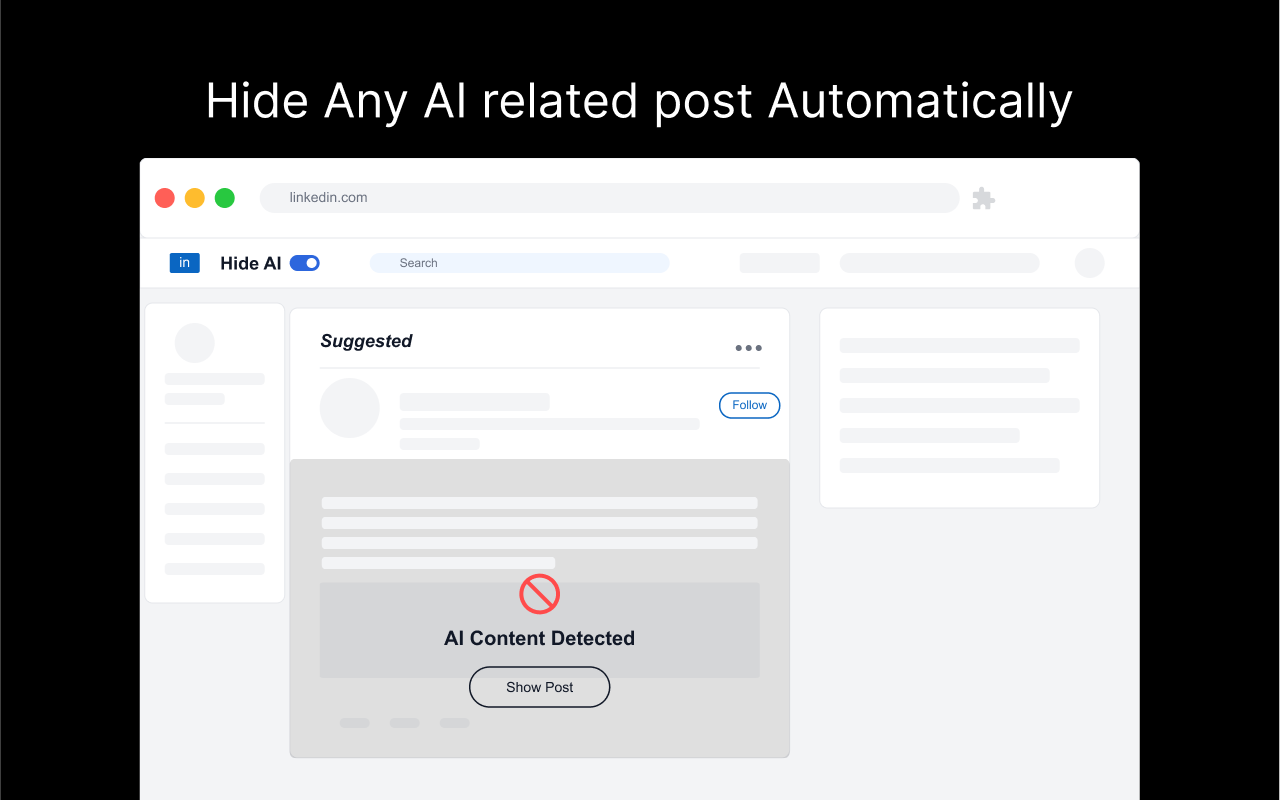 Hide Any AI related post Automatically
linkedin.com
in
Hide AI
Search
Suggested
Follow
AI Content Detected
Show Post